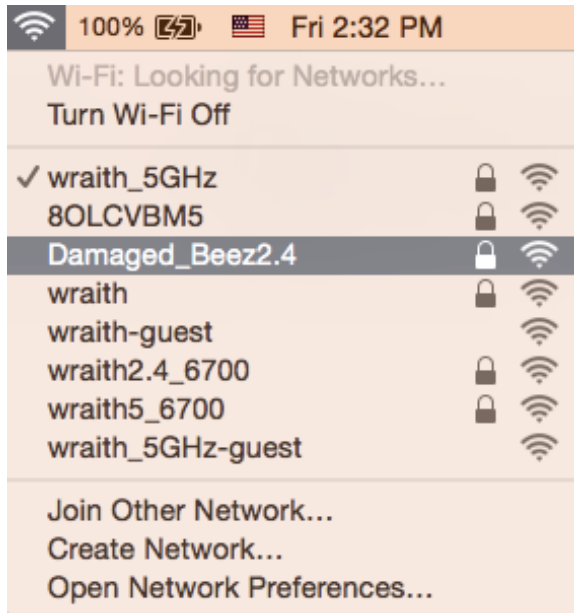 100% Fri 2:32 PM
Wi-Fi: Looking for Networks...
Turn Wi-Fi Off
wraith_5GHz
8OLCVBM5
Damaged_Beez2.4
wraith
wraith-guest
wraith2.4_6700
wraith5_6700
wraith_5GHz-guest
Join Other Network...
Create Network...
Open Network Preferences...